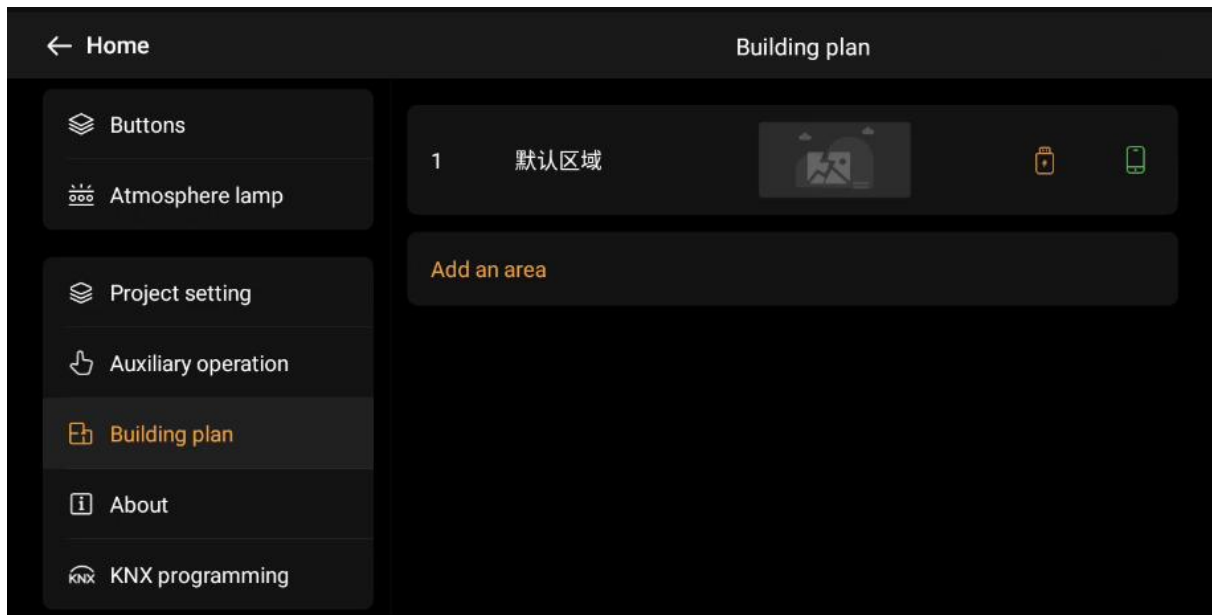 Home
Building plan
Buttons
Atmosphere lamp
Project setting
Auxiliary operation
Building plan
About
KNX KNX programming
1 默认区域
Add an area